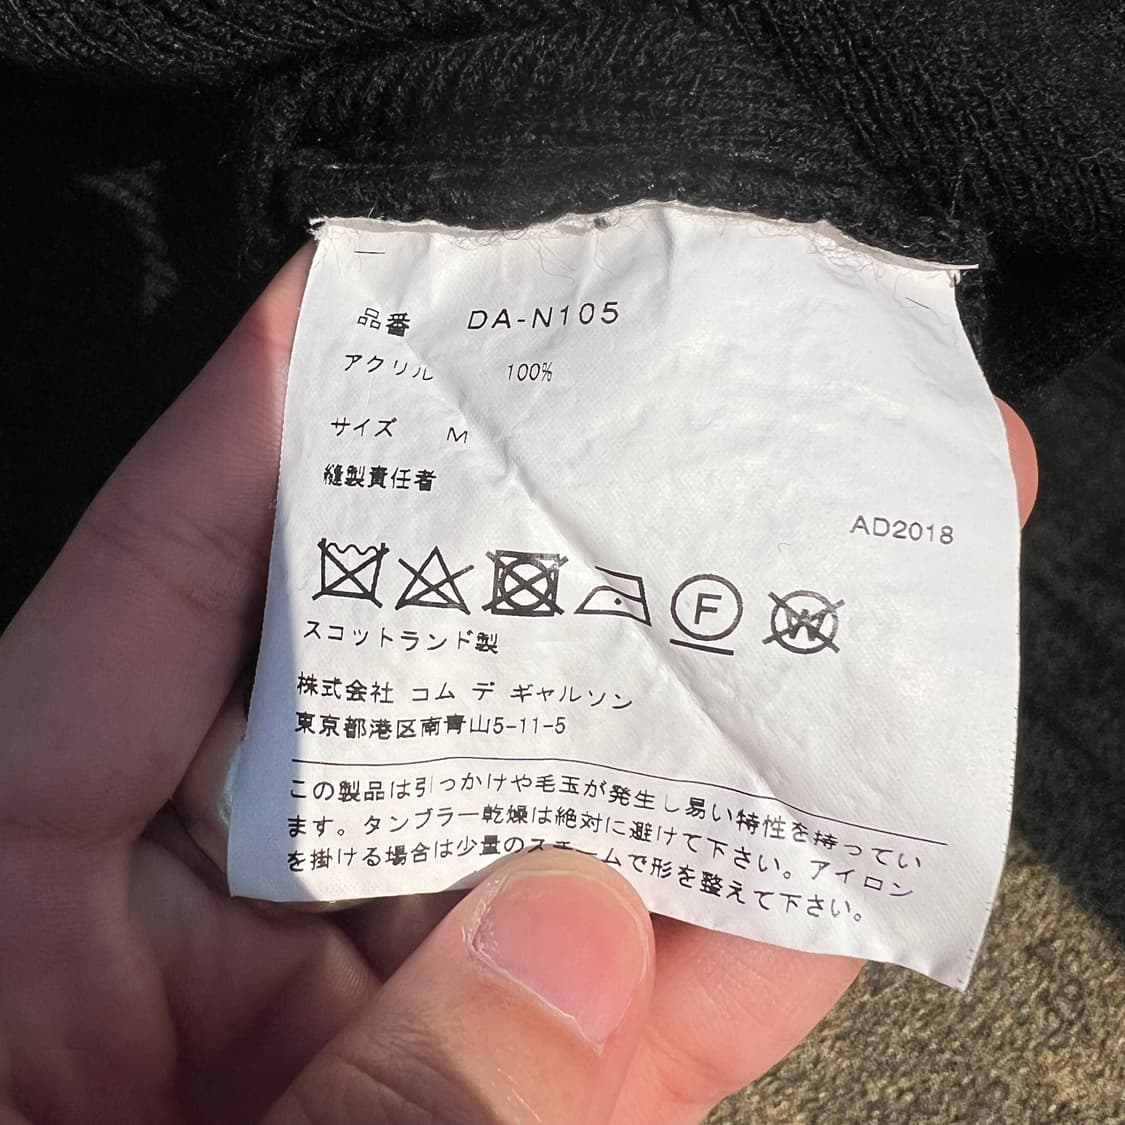 品番 DA-N105
アクリル 100%
サイズ M
縫製責任者
AD2018
F
W
スコットランド製
株式会社 コム デ ギャルソン
東京都港区南青山5-11-5
この製品は引っかけや毛玉が発生し易い特性を持ってい
ます。タンブラー乾燥は絶対に避けて下さい。アイロン
を掛ける場合は少量のスチームで形を整えて下さい。